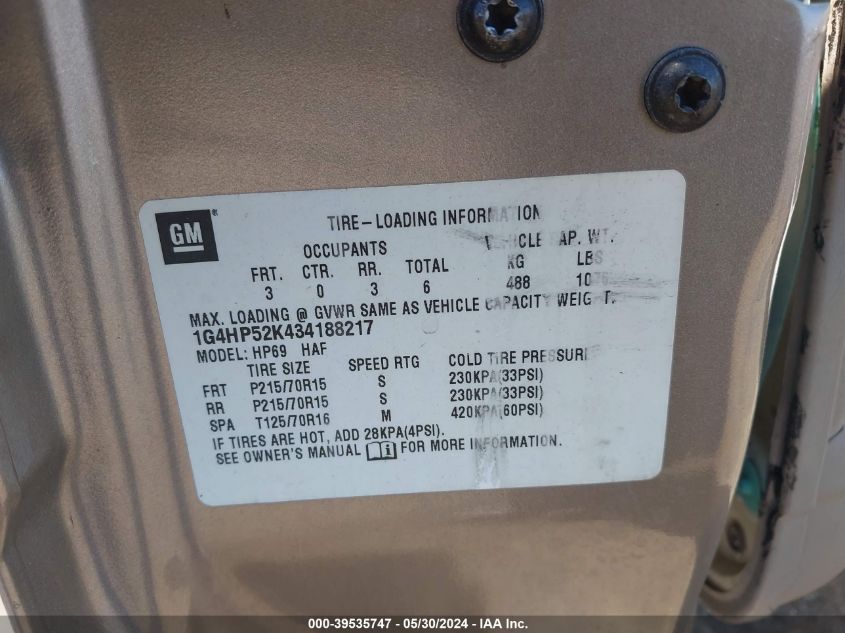 GM
TIRE-LOADING INFORMATION
OCCUPANTS
FRT. CTR. RR. TOTAL KG LBS
3 0 3 6 488
MAX. LOADING @ GVWR SAME AS VEHICLE CAPACITY
1G4HP52K434188217
MODEL: HP69 HAF
TIRE SIZE SPEED RTG COLD TIRE PRESSURE
FRT P215/70R15 S 230KPA(33PSI)
RR P215/70R15 S 230KPA(33PSI)
SPA T125/70R16 M 420KPA(60PSI)
IF TIRES ARE HOT, ADD 28KPA(4PSI).
SEE OWNER'S MANUAL FOR MORE INFORMATION.
000-39535747 - 05/30/2024 - IAA Inc.